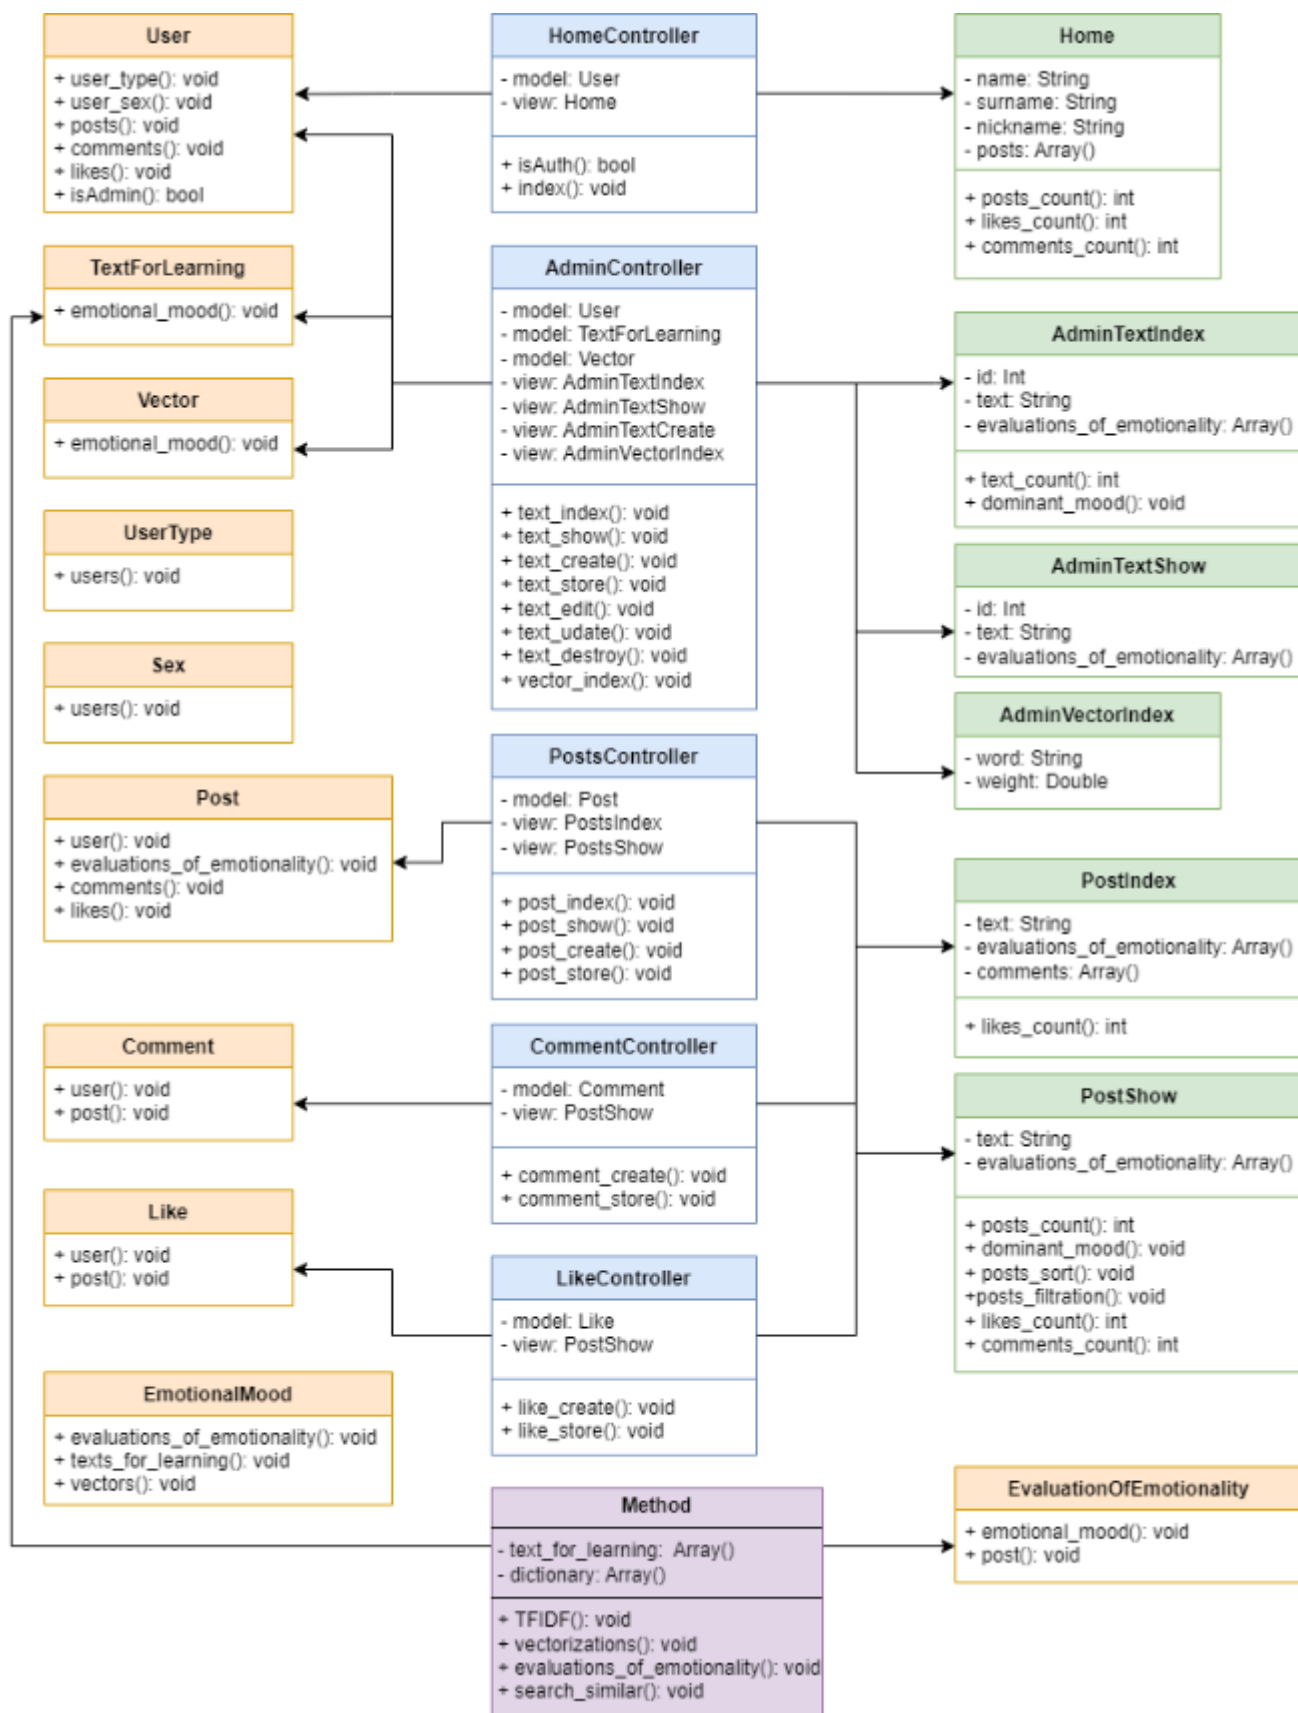 User
+ user_type(): void
+ user_sex(): void
+ posts(): void
+ comments(): void
+ likes(): void
+ isAdmin(): bool
TextForLearning
+ emotional_mood(): void
Vector
+ emotional_mood(): void
UserType
+ users(): void
Sex
+ users(): void
Post
+ user(): void
+ evaluations_of_emotionality(): void
+ comments(): void
+ likes(): void
Comment
+ user(): void
+ post(): void
Like
+ user(): void
+ post(): void
EmotionalMood
+ evaluations_of_emotionality(): void
+ texts_for_learning(): void
+ vectors(): void
HomeController
- model: User
- view: Home
+ isAuth(): bool
+ index(): void
AdminController
- model: User
- model: TextForLearning
- model: Vector
- view: AdminTextIndex
- view: AdminTextShow
- view: AdminTextCreate
- view: AdminVectorIndex
+ text_index(): void
+ text_show(): void
+ text_create(): void
+ text_store(): void
+ text_edit(): void
+ text_udate(): void
+ text_destroy(): void
+ vector_index(): void
PostsController
- model: Post
- view: PostsIndex
- view: PostsShow
+ post_index(): void
+ post_show(): void
+ post_create(): void
+ post_store(): void
CommentController
- model: Comment
- view: PostShow
+ comment_create(): void
+ comment_store(): void
LikeController
- model: Like
- view: PostShow
+ like_create(): void
+ like_store(): void
Method
- text_for_learning: Array()
- dictionary: Array()
+ TFIDF(): void
+ vectorizations(): void
+ evaluations_of_emotionality(): void
+ search_similar(): void
Home
- name: String
- surname: String
- nickname: String
- posts: Array()
+ posts_count(): int
+ likes_count(): int
+ comments_count(): int
AdminTextIndex
- id: Int
- text: String
- evaluations_of_emotionality: Array()
+ text_count(): int
+ dominant_mood(): void
AdminTextShow
- id: Int
- text: String
- evaluations_of_emotionality: Array()
AdminVectorIndex
- word: String
- weight: Double
PostIndex
- text: String
- evaluations_of_emotionality: Array()
- comments: Array()
+ likes_count(): int
PostShow
- text: String
- evaluations_of_emotionality: Array()
+ posts_count(): int
+ dominant_mood(): void
+ posts_sort(): void
+posts_filtration(): void
+ likes_count(): int
+ comments_count(): int
EvaluationOfEmotionality
+ emotional_mood(): void
+ post(): void